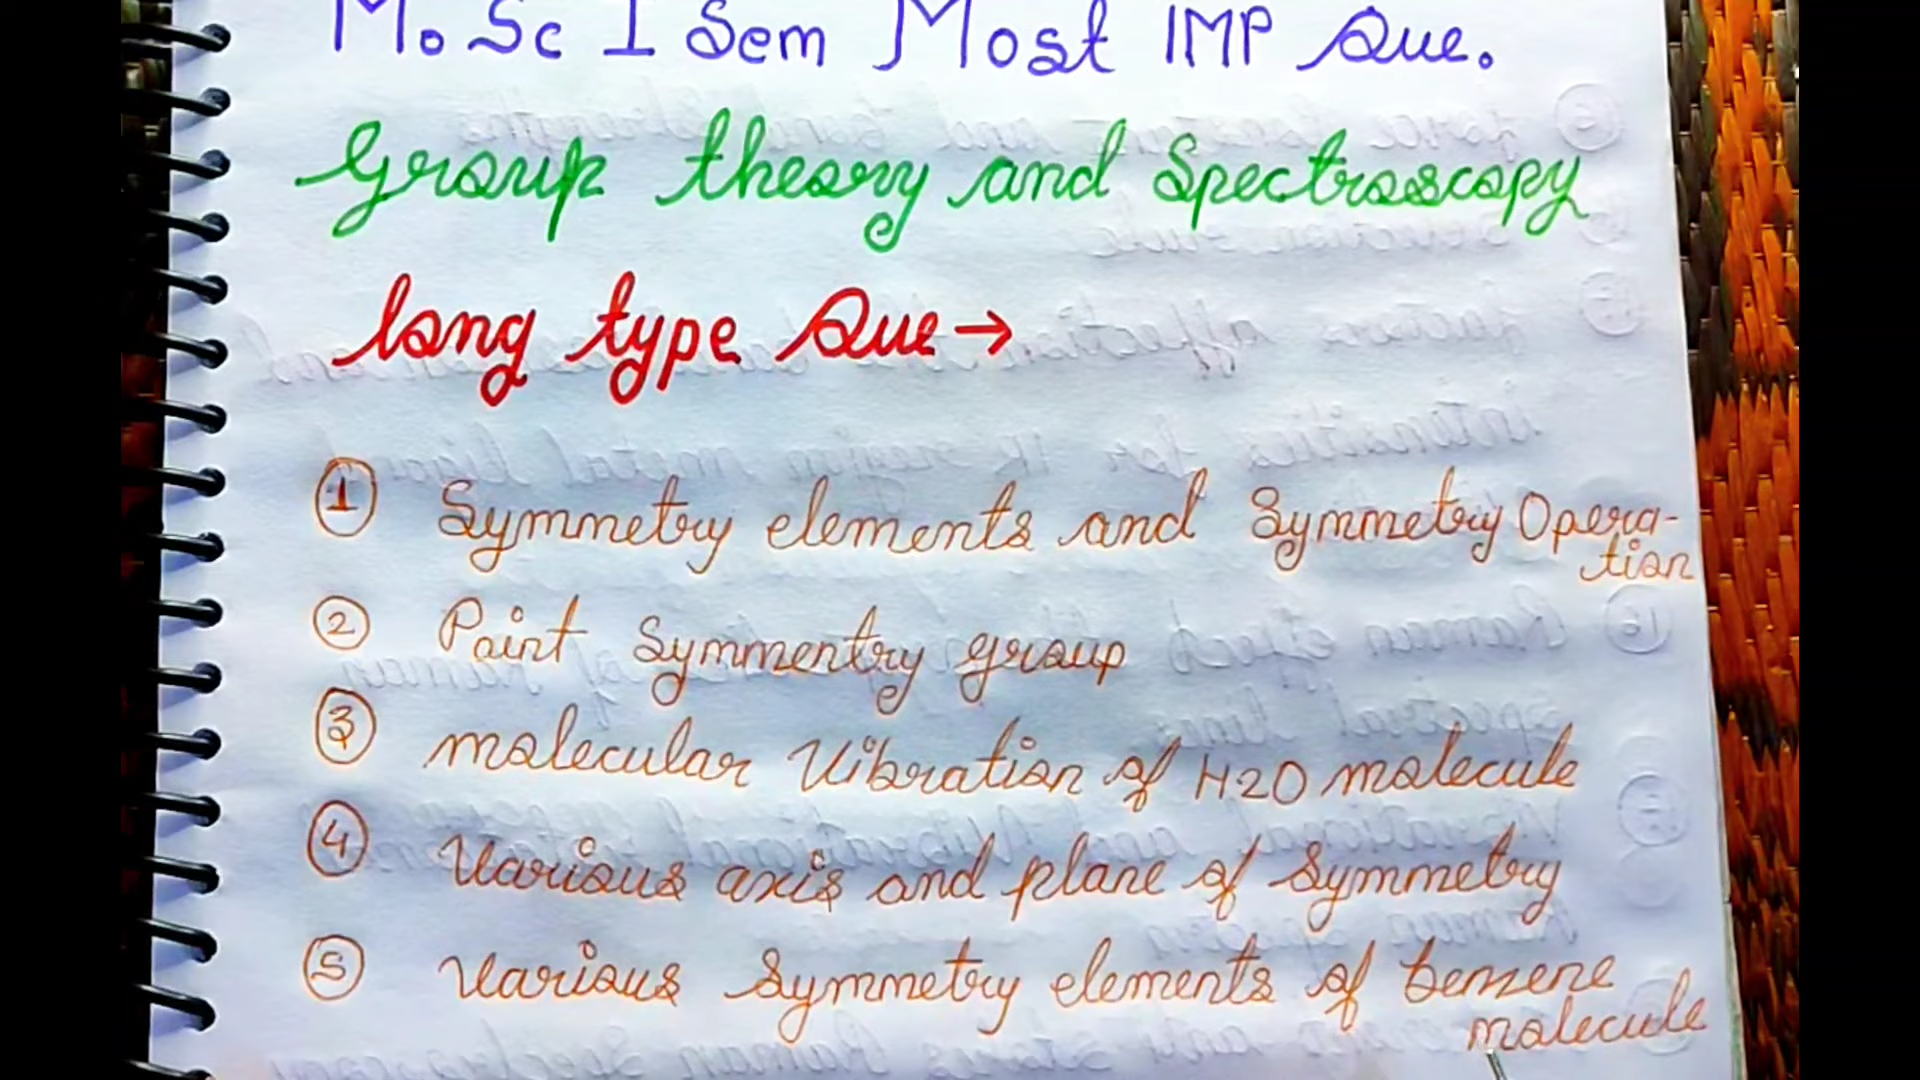 M.Sc I Sem Most IMP Que.
Group theory and Spectroscopy
long type Que →
① Symmetry elements and Symmetry Opera-
tion
② Point Symmentry group
③ molecular Vibration of H2O molecule
④ Various axis and plane of Symmetry
⑤ Various Symmetry elements of benzene
molecule